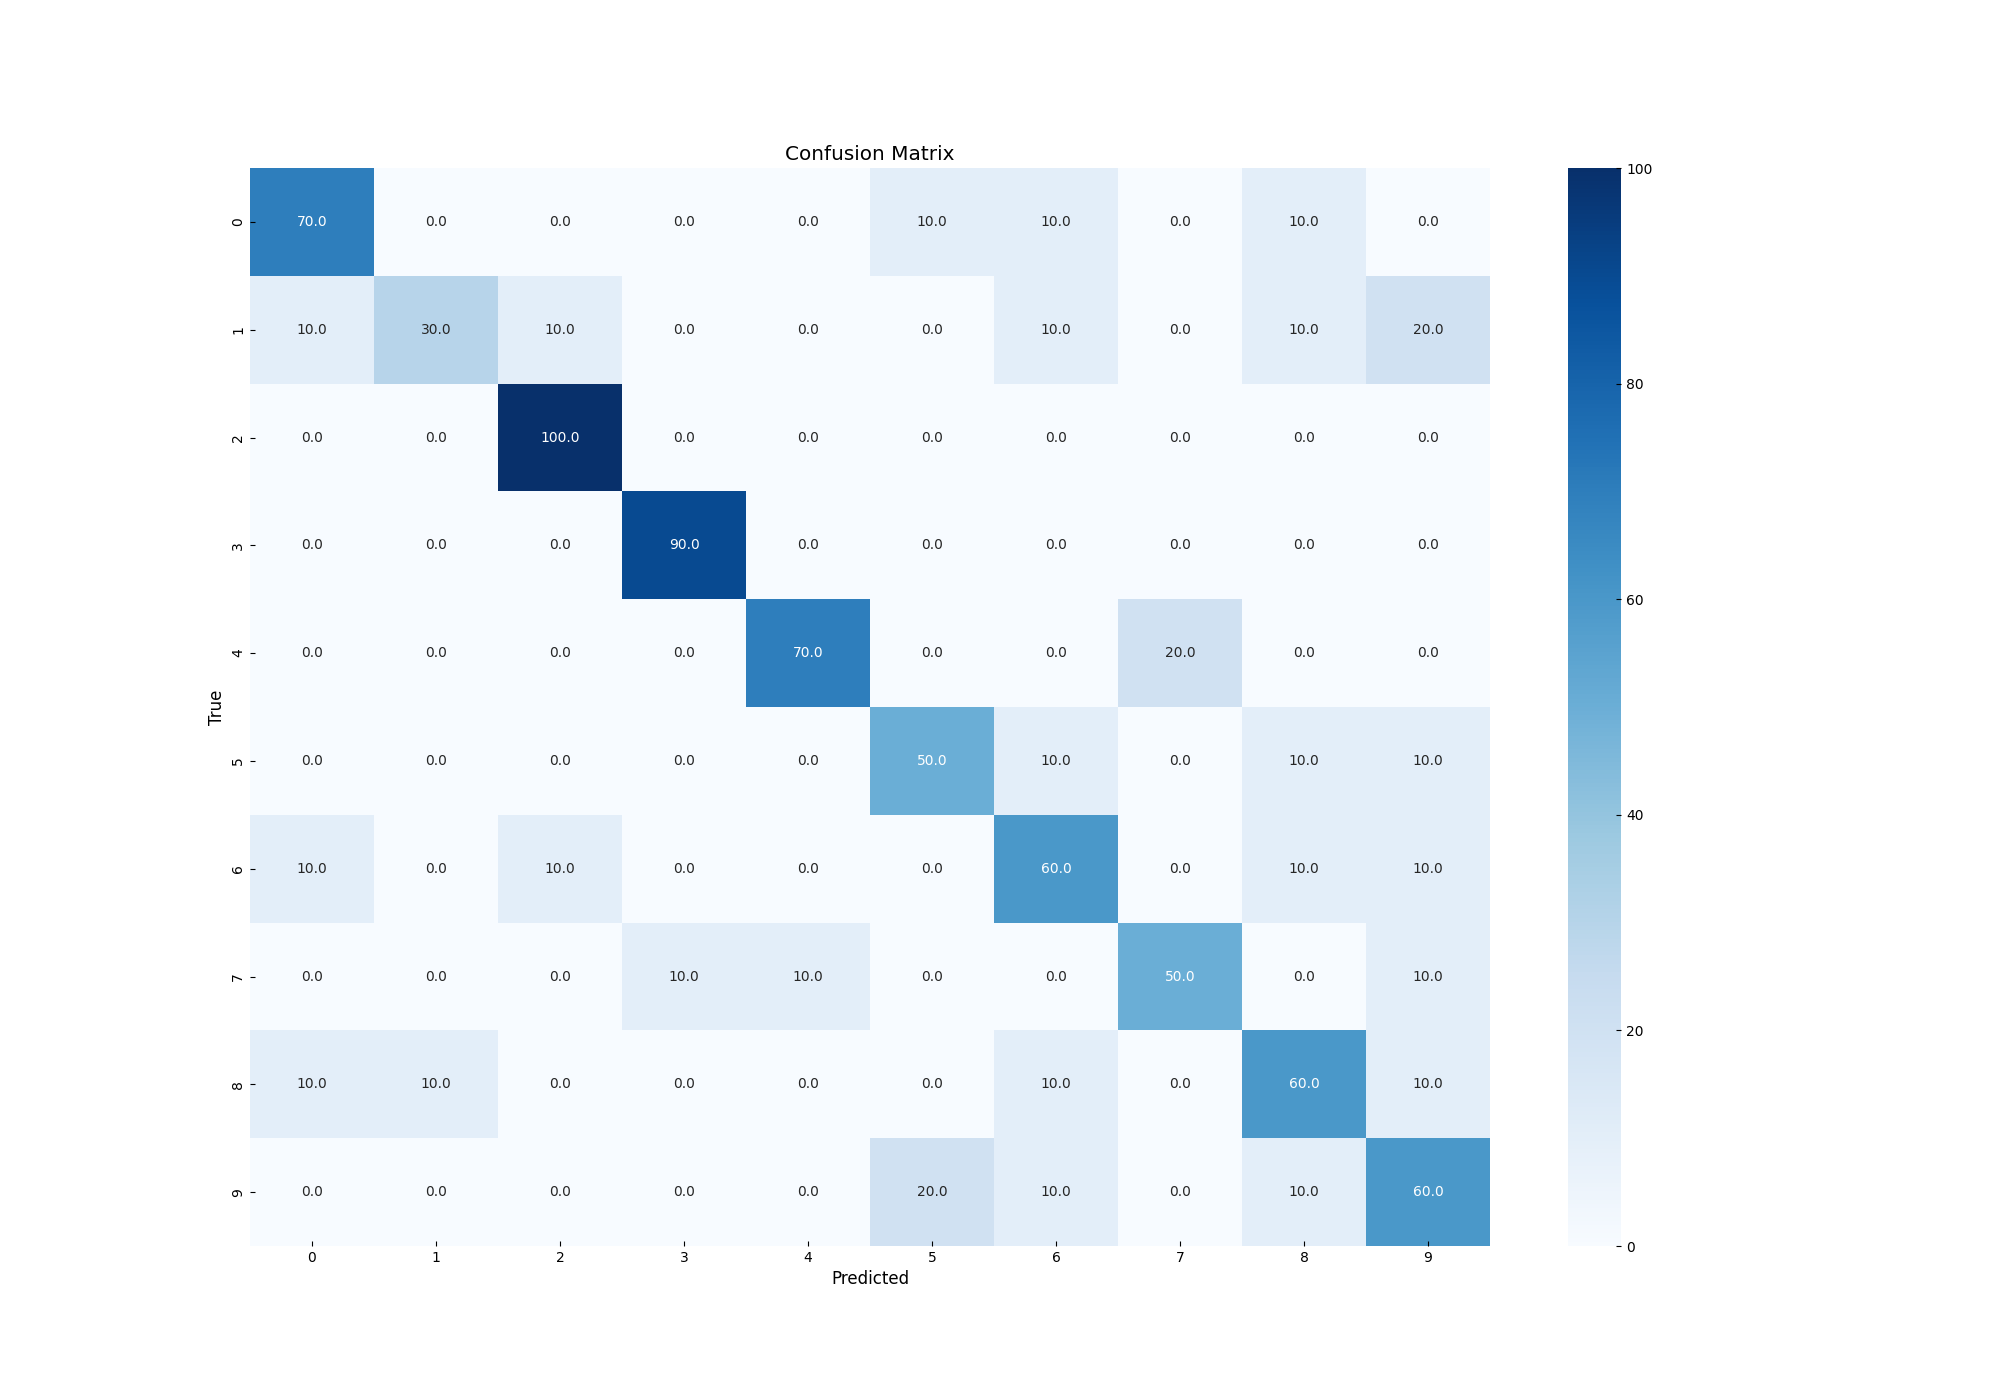 Confusion Matrix
0 70.0 0.0 0.0 0.0 0.0 10.0 10.0 0.0 10.0 0.0
1 10.0 30.0 10.0 0.0 0.0 0.0 10.0 0.0 10.0 20.0
2 0.0 0.0 100.0 0.0 0.0 0.0 0.0 0.0 0.0 0.0
3 0.0 0.0 0.0 90.0 0.0 0.0 0.0 0.0 0.0 0.0
4 0.0 0.0 0.0 0.0 70.0 0.0 0.0 20.0 0.0 0.0
True
5 0.0 0.0 0.0 0.0 0.0 50.0 10.0 0.0 10.0 10.0
6 10.0 0.0 10.0 0.0 0.0 0.0 60.0 0.0 10.0 10.0
7 0.0 0.0 0.0 10.0 10.0 0.0 0.0 50.0 0.0 10.0
8 10.0 10.0 0.0 0.0 0.0 0.0 10.0 0.0 60.0 10.0
9 0.0 0.0 0.0 0.0 0.0 20.0 10.0 0.0 10.0 60.0
0 1 2 3 4 5 6 7 8 9
Predicted
100
80
60
40
20
0